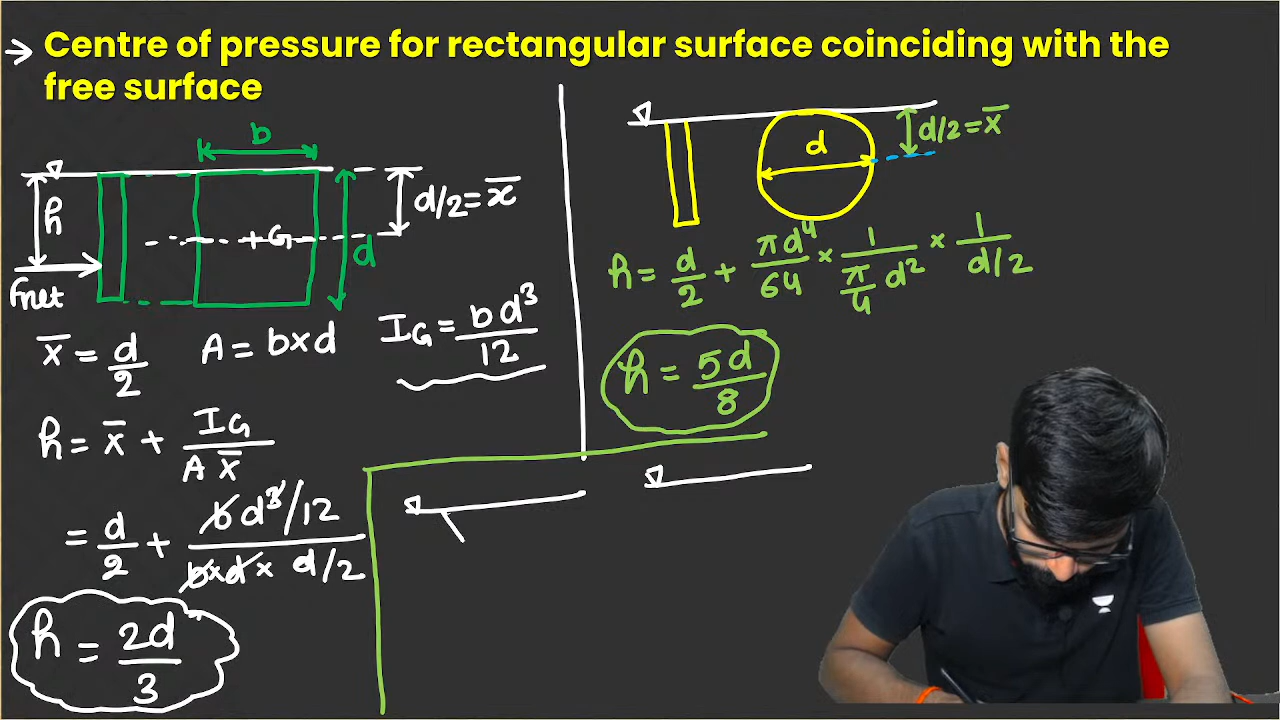 → Centre of pressure for rectangular surface coinciding with the
free surface
b
h
d/2 = x̄
+G
d
Fnet
x̄ = d/2
A = b×d
I_G = bd³/12
h = x̄ + I_G/A x̄
= d/2 + bd³/12 / b×d× d/2
h = 2d/3
d
d/2 = x̄
h = d/2 + πd⁴/64 × 1/(π/4 d²) × 1/(d/2)
h = 5d/8